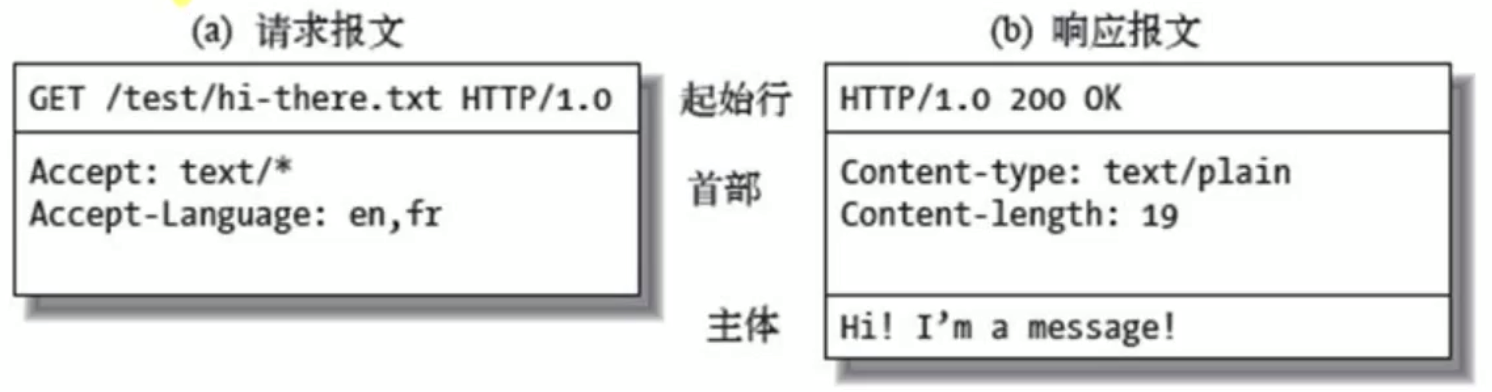 (a) 请求报文
(b) 响应报文
GET /test/hi-there.txt HTTP/1.0
起始行
HTTP/1.0 200 OK
Accept: text/*
Accept-Language: en,fr
首部
Content-type: text/plain
Content-length: 19
主体
Hi! I’m a message!